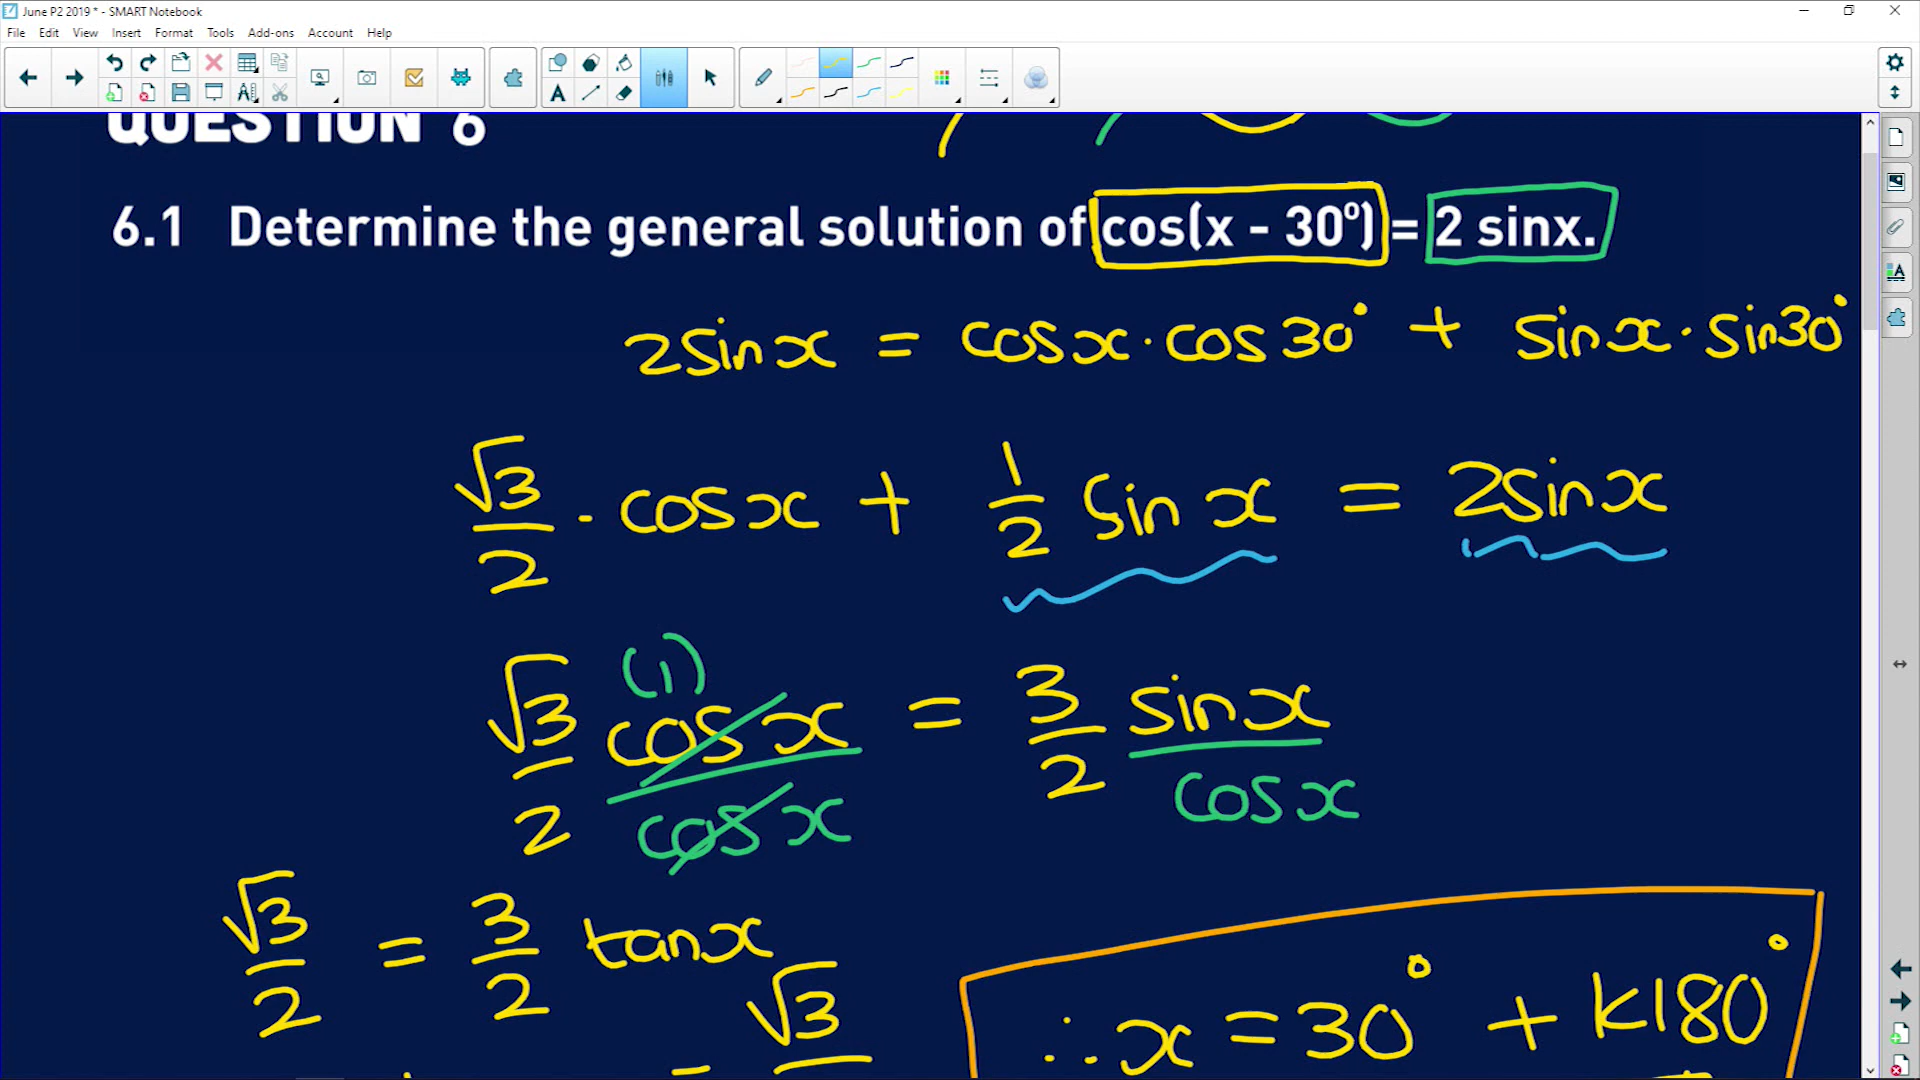 June P2 2019 * - SMART Notebook
File Edit View Insert Format Tools Add-ons Account Help
QUESTION 6
6.1 Determine the general solution of cos(x - 30º) = 2 sinx.
2sinx = cosx · cos30° + sinx · sin30°
√3/2 · cosx + 1/2 sinx = 2sinx
(1)
√3/2 cosx/cosx = 3/2 sinx/cosx
√3/2 = 3/2 tanx
√3
∴ x = 30° + k180°